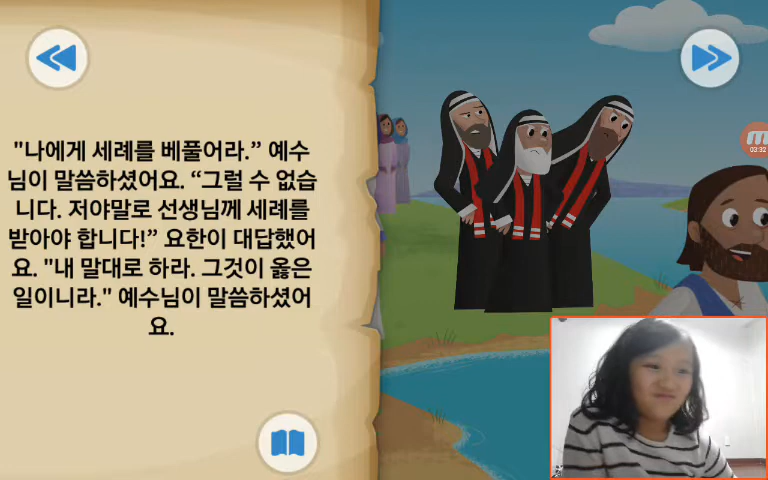 "나에게 세례를 베풀어라.” 예수
님이 말씀하셨어요. “그럴 수 없습
니다. 저야말로 선생님께 세례를
받아야 합니다!” 요한이 대답했어
요. "내 말대로 하라. 그것이 옳은
일이니라." 예수님이 말씀하셨어
요.
03:32